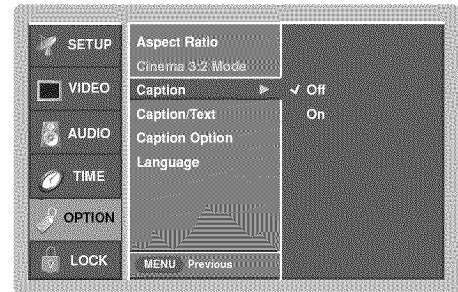 SETUP
VIDEO
AUDIO
TIME
OPTION
LOCK
Aspect Ratio
Cinema 3:2 Mode
Caption
Caption/Text
Caption Option
Language
MENU Previous
Off
On